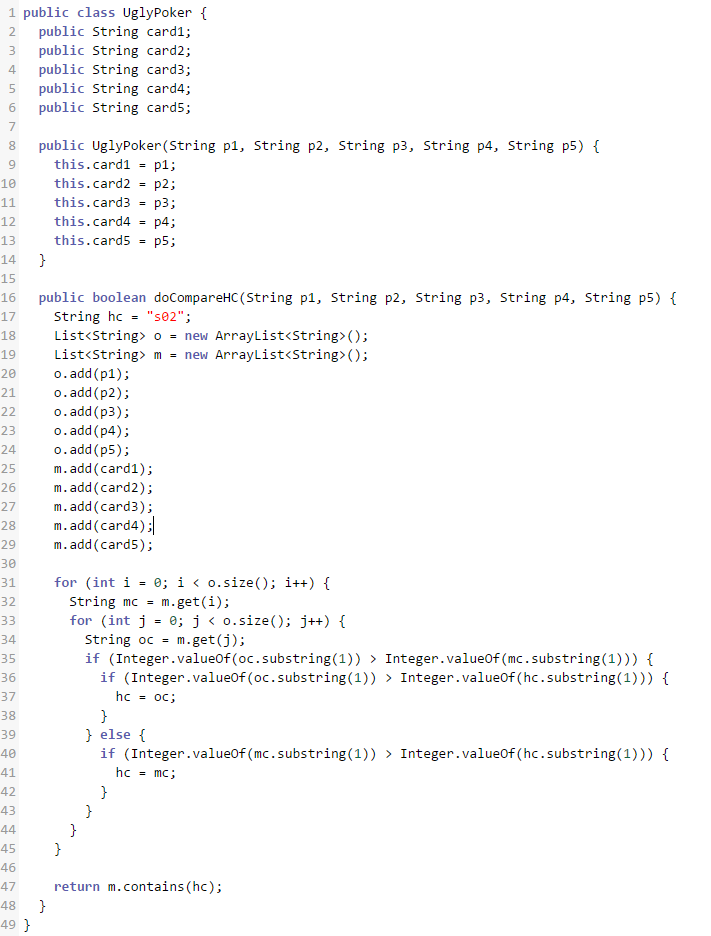 1 public class UglyPoker {
2   public String card1;
3   public String card2;
4   public String card3;
5   public String card4;
6   public String card5;
7
8   public UglyPoker(String p1, String p2, String p3, String p4, String p5) {
9     this.card1 = p1;
10     this.card2 = p2;
11     this.card3 = p3;
12     this.card4 = p4;
13     this.card5 = p5;
14   }
15
16   public boolean doCompareHC(String p1, String p2, String p3, String p4, String p5) {
17     String hc = "s02";
18     List<String> o = new ArrayList<String>();
19     List<String> m = new ArrayList<String>();
20     o.add(p1);
21     o.add(p2);
22     o.add(p3);
23     o.add(p4);
24     o.add(p5);
25     m.add(card1);
26     m.add(card2);
27     m.add(card3);
28     m.add(card4);
29     m.add(card5);
30
31     for (int i = 0; i < o.size(); i++) {
32       String mc = m.get(i);
33       for (int j = 0; j < o.size(); j++) {
34         String oc = m.get(j);
35         if (Integer.valueOf(oc.substring(1)) > Integer.valueOf(mc.substring(1))) {
36           if (Integer.valueOf(oc.substring(1)) > Integer.valueOf(hc.substring(1))) {
37             hc = oc;
38           }
39         } else {
40           if (Integer.valueOf(mc.substring(1)) > Integer.valueOf(hc.substring(1))) {
41             hc = mc;
42           }
43         }
44       }
45     }
46
47     return m.contains(hc);
48   }
49 }